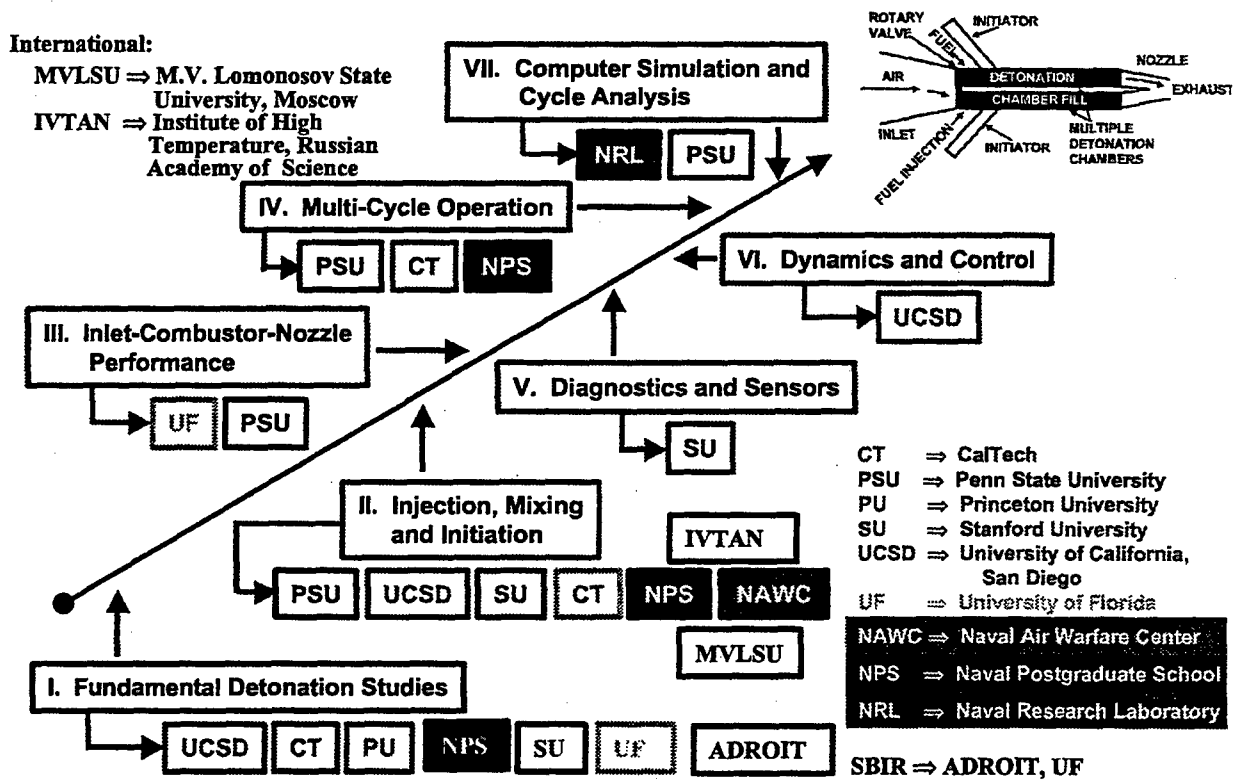 International:
MVLSU ⇒ M.V. Lomonosov State
University, Moscow
IVTAN ⇒ Institute of High
Temperature, Russian
Academy of Science
VII. Computer Simulation and
Cycle Analysis
NRL PSU
ROTARY
VALVE
INITIATOR
FUEL
NOZZLE
AIR
DETONATION
EXHAUST
CHAMBER FILL
INLET
FUEL INJECTION
INITIATOR
MULTIPLE
DETONATION
CHAMBERS
IV. Multi-Cycle Operation
PSU CT NPS
VI. Dynamics and Control
UCSD
III. Inlet-Combustor-Nozzle
Performance
UF PSU
V. Diagnostics and Sensors
SU
II. Injection, Mixing
and Initiation
IVTAN
PSU UCSD SU CT NPS NAWC
MVLSU
I. Fundamental Detonation Studies
UCSD CT PU NPS SU UF ADROIT
CT ⇒ CalTech
PSU ⇒ Penn State University
PU ⇒ Princeton University
SU ⇒ Stanford University
UCSD ⇒ University of California,
San Diego
UF ⇒ University of Florida
NAWC ⇒ Naval Air Warfare Center
NPS ⇒ Naval Postgraduate School
NRL ⇒ Naval Research Laboratory
SBIR ⇒ ADROIT, UF